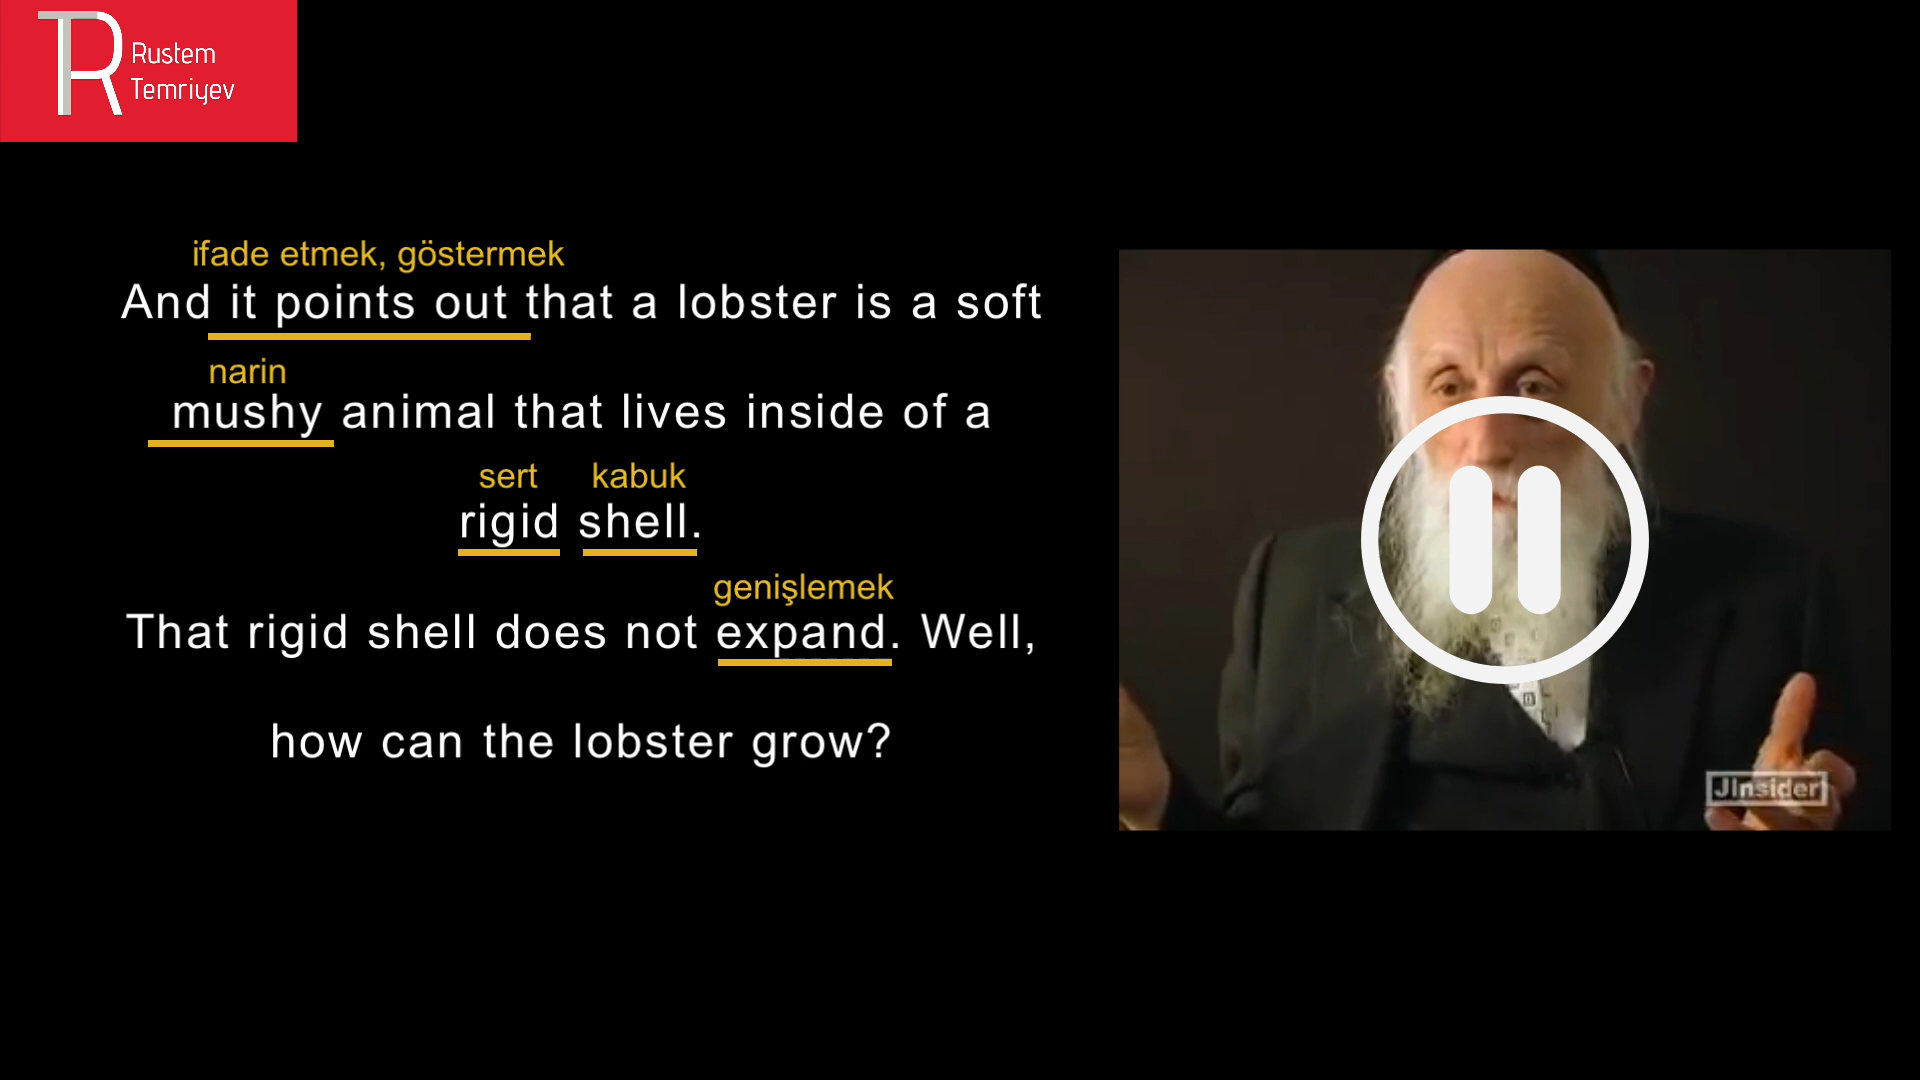 Rustem
Temriyev
ifade etmek, göstermek
And it points out that a lobster is a soft
narin
mushy animal that lives inside of a
sert kabuk
rigid shell.
genişlemek
That rigid shell does not expand. Well,
how can the lobster grow?
JInsider